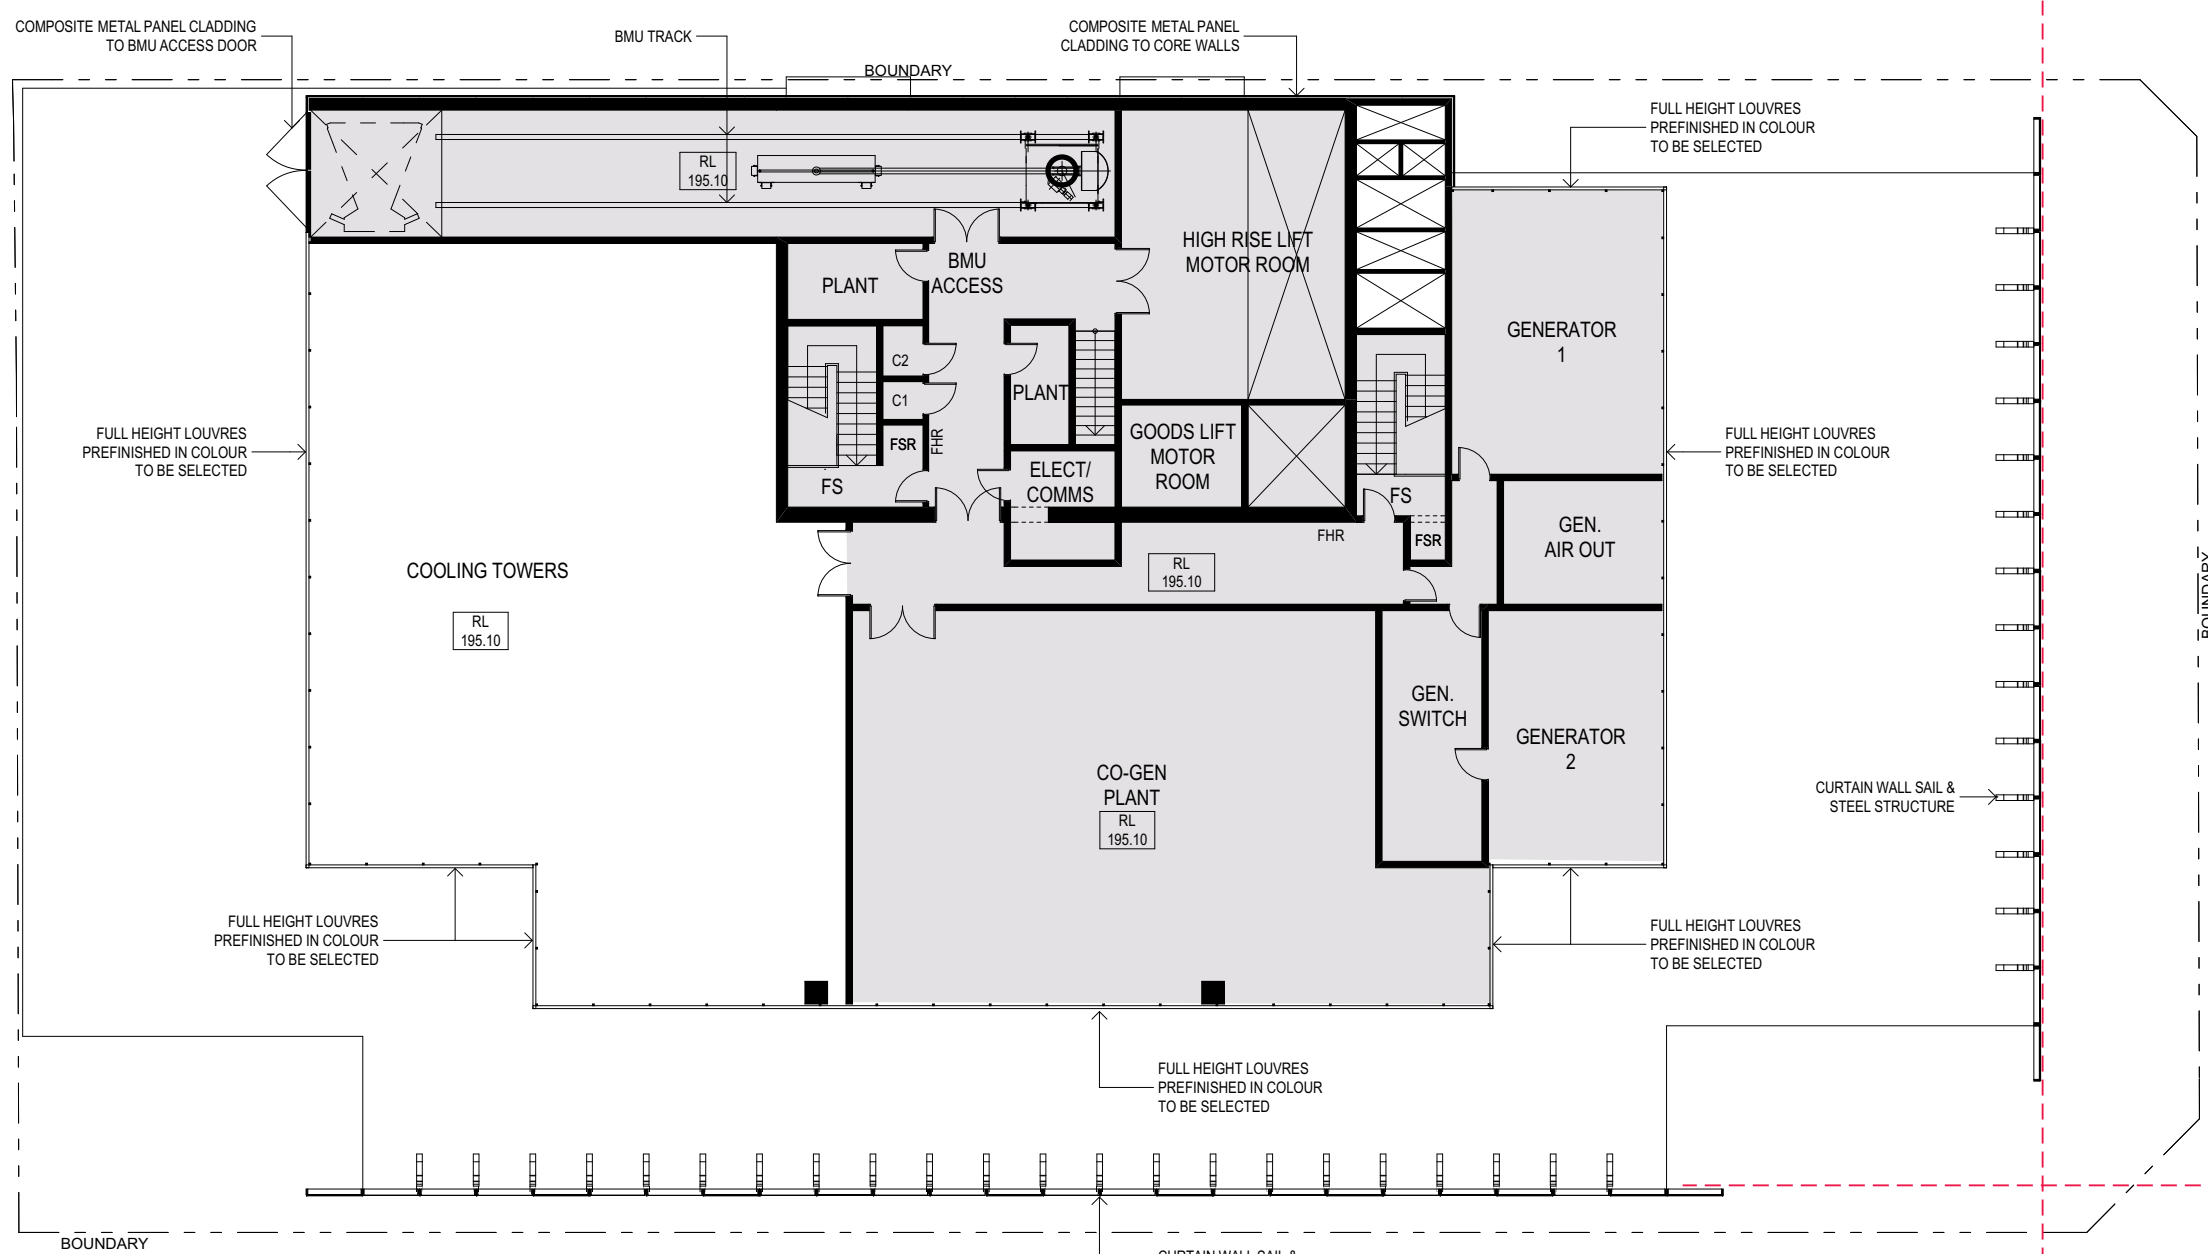 COMPOSITE METAL PANEL CLADDING
TO BMU ACCESS DOOR
BMU TRACK
COMPOSITE METAL PANEL
CLADDING TO CORE WALLS
BOUNDARY
FULL HEIGHT LOUVRES
PREFINISHED IN COLOUR
TO BE SELECTED
RL
195.10
HIGH RISE LIFT
MOTOR ROOM
BMU
ACCESS
PLANT
GENERATOR
1
C2
C1
PLANT
FSR
FHR
FS
ELECT/
COMMS
GOODS LIFT
MOTOR
ROOM
FULL HEIGHT LOUVRES
PREFINISHED IN COLOUR
TO BE SELECTED
FULL HEIGHT LOUVRES
PREFINISHED IN COLOUR
TO BE SELECTED
FS
FSR
FHR
GEN.
AIR OUT
COOLING TOWERS
RL
195.10
RL
195.10
BOUNDARY
GEN.
SWITCH
GENERATOR
2
CO-GEN
PLANT
RL
195.10
CURTAIN WALL SAIL &
STEEL STRUCTURE
FULL HEIGHT LOUVRES
PREFINISHED IN COLOUR
TO BE SELECTED
FULL HEIGHT LOUVRES
PREFINISHED IN COLOUR
TO BE SELECTED
FULL HEIGHT LOUVRES
PREFINISHED IN COLOUR
TO BE SELECTED
BOUNDARY
CURTAIN WALL SAIL &